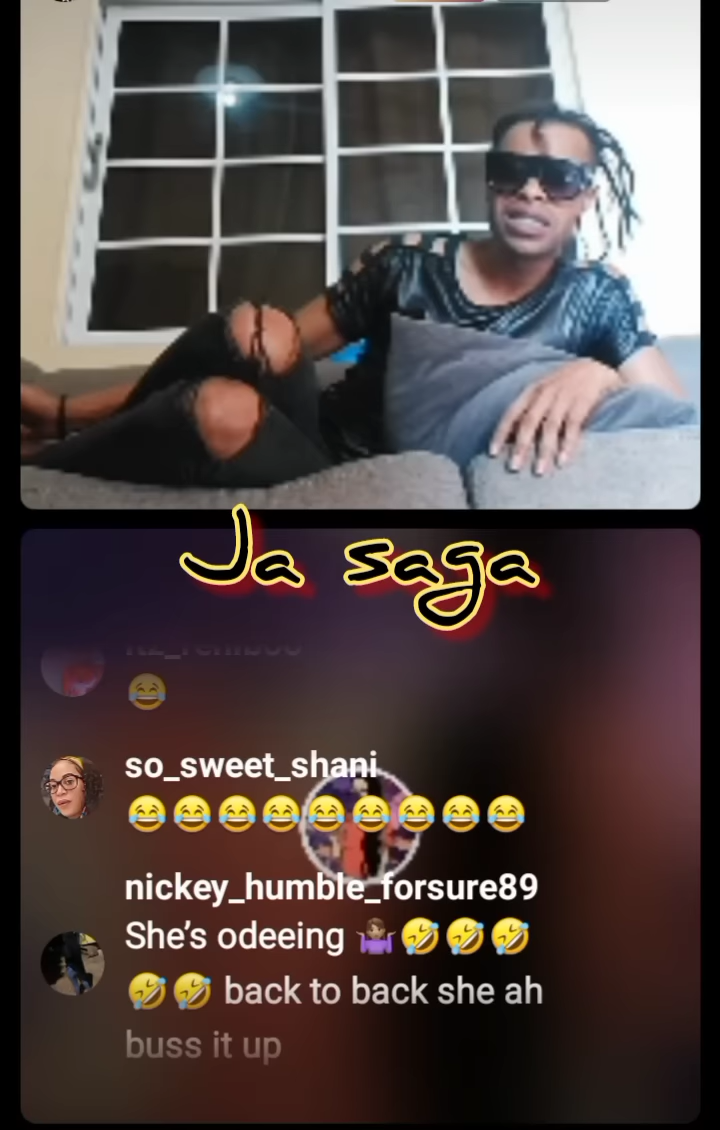 Ja saga
😂
so_sweet_shani
😂😂😂😂😂😂😂😂😂
nickey_humble_forsure89
She’s odeeing 🤷🏽‍♀️🤣🤣🤣
🤣🤣 back to back she ah
buss it up